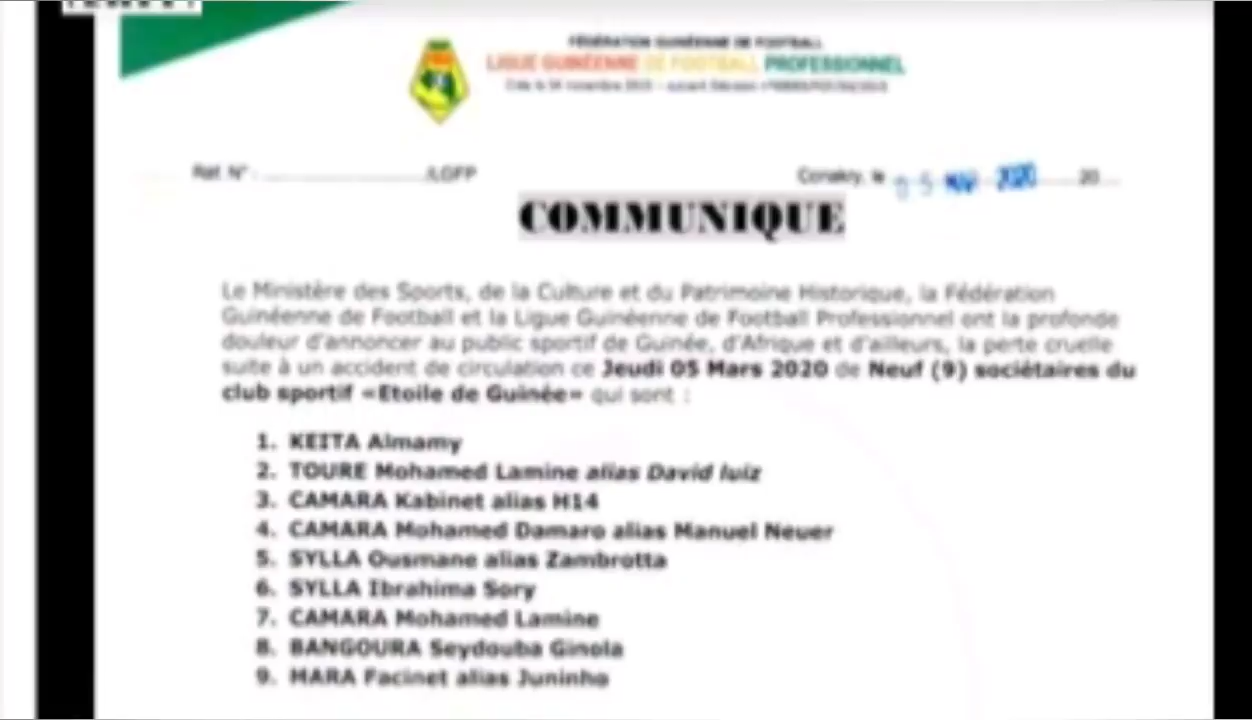 FÉDÉRATION GUINÉENNE DE FOOTBALL
LIGUE GUINÉENNE DE FOOTBALL PROFESSIONNEL
Réf. N° : ............................../LGFP
Conakry, le 05 MAR 2020 20....
COMMUNIQUE
Le Ministère des Sports, de la Culture et du Patrimoine Historique, la Fédération
Guinéenne de Football et la Ligue Guinéenne de Football Professionnel ont la profonde
douleur d'annoncer au public sportif de Guinée, d'Afrique et d'ailleurs, la perte cruelle
suite à un accident de circulation ce Jeudi 05 Mars 2020 de Neuf (9) sociétaires du
club sportif «Etoile de Guinée» qui sont :
1. KEITA Almamy
2. TOURE Mohamed Lamine alias David luiz
3. CAMARA Kabinet alias H14
4. CAMARA Mohamed Damaro alias Manuel Neuer
5. SYLLA Ousmane alias Zambrotta
6. SYLLA Ibrahima Sory
7. CAMARA Mohamed Lamine
8. BANGOURA Seydouba Ginola
9. MARA Facinet alias Juninho